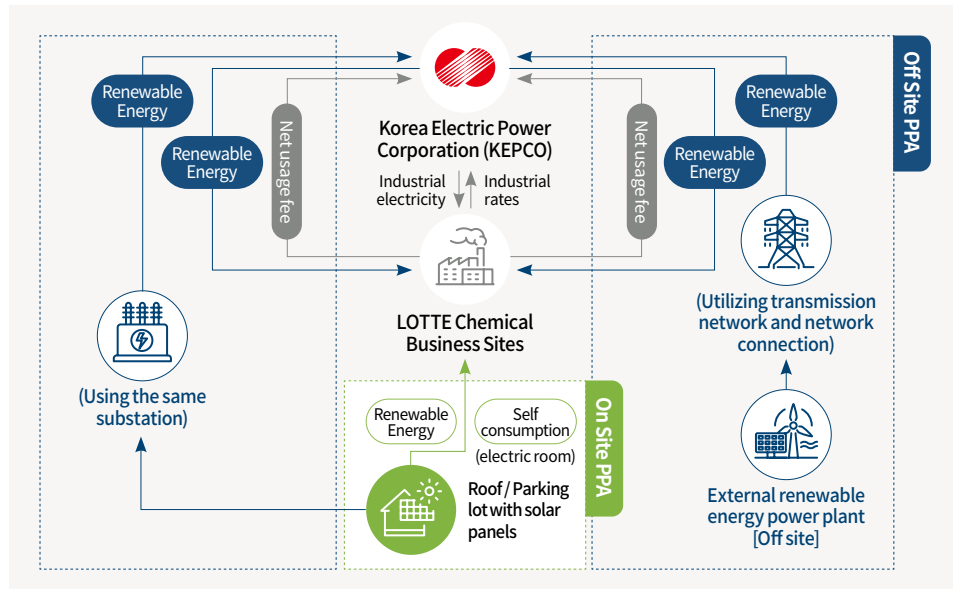 Off Site PPA
Renewable
Energy
Renewable
Energy
Net usage fee
Korea Electric Power
Corporation (KEPCO)
Industrial
electricity
Industrial
rates
Net usage fee
Renewable
Energy
Renewable
Energy
LOTTE Chemical
Business Sites
(Using the same
substation)
(Utilizing transmission
network and network
connection)
On Site PPA
Renewable
Energy
Self
consumption
(electric room)
Roof / Parking
lot with solar
panels
External renewable
energy power plant
[Off site]